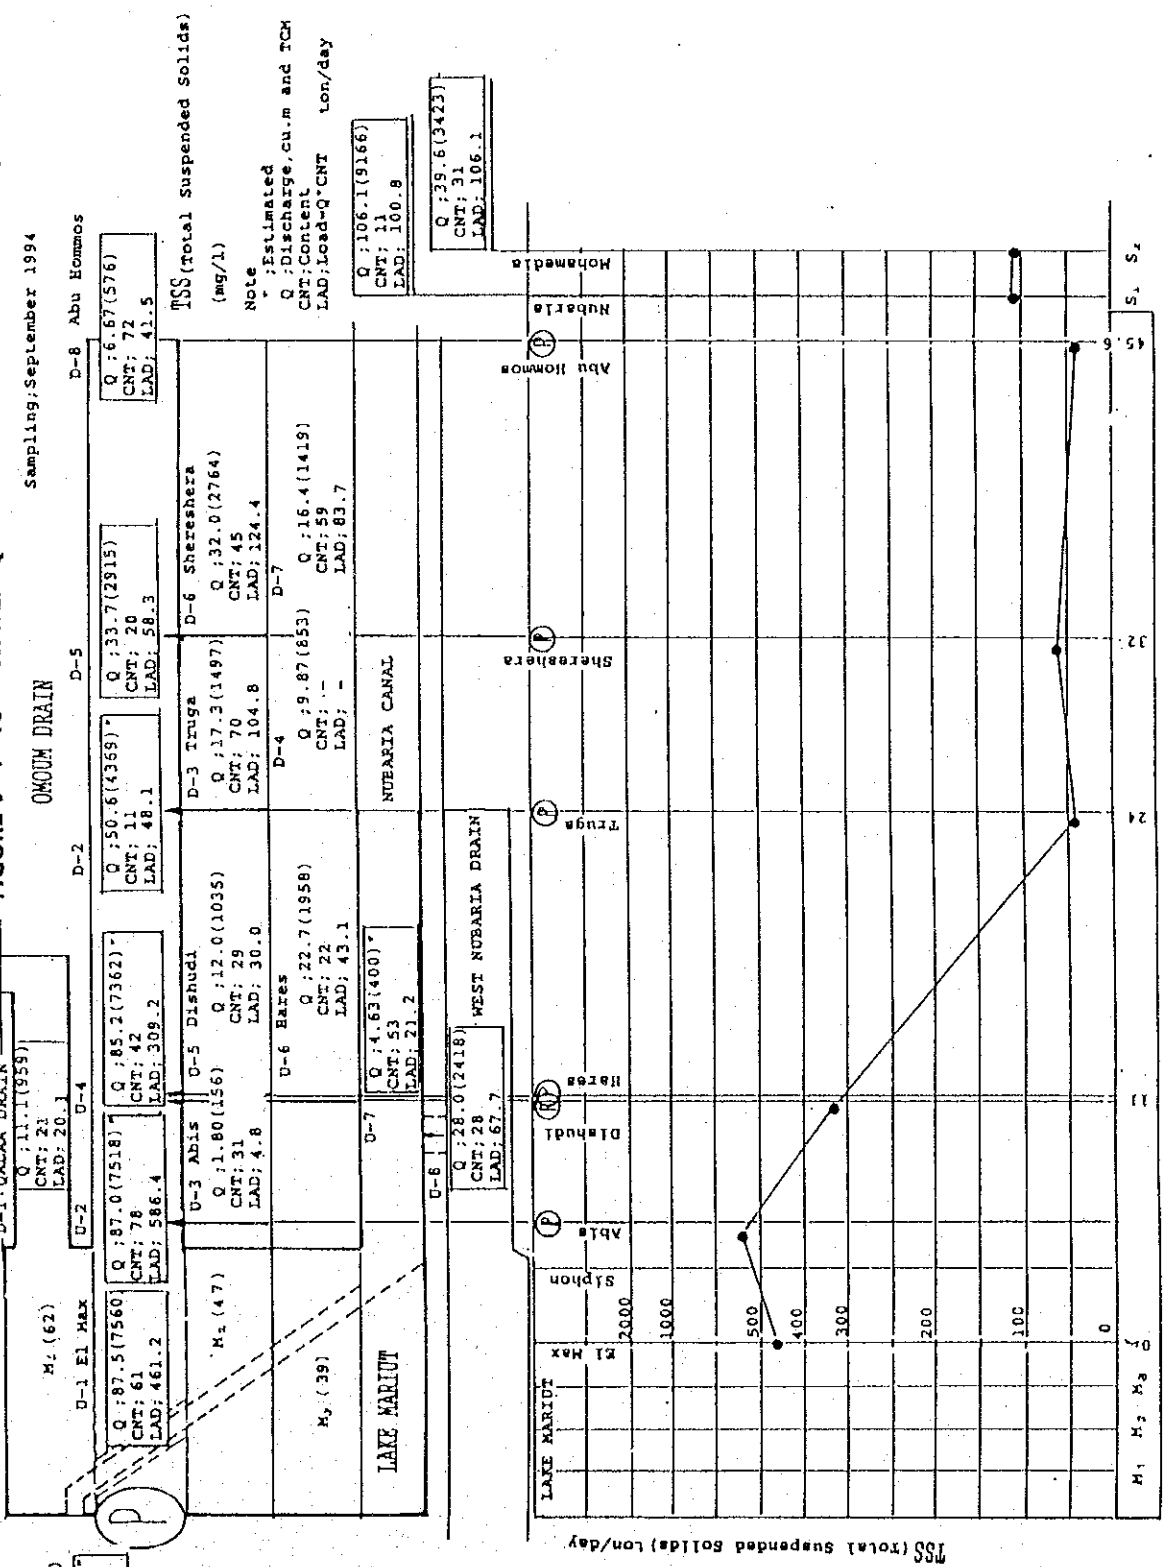 Sampling;September 1994
OMOUM DRAIN
D-1.QALAA DRAIN
Q ;11.1(959)
CNT; 21
LAD; 20.1
M₂(62)
U-1 El Max
U-2
U-4
D-2
D-5
D-8 Abu Hommos
Q ;87.5(7560)
CNT; 61
LAD; 461.2
Q ;87.0(7518)*
CNT; 78
LAD; 586.4
Q ;85.2(7362)*
CNT; 42
LAD; 309.2
Q ;50.6(4369)*
CNT; 11
LAD; 48.1
Q ;33.7(2915)
CNT; 20
LAD; 58.3
Q ;6.67(576)
CNT; 72
LAD; 41.5
TSS(Total Suspended Solids)
(mg/l)
Note
* ;Estimated
Q ;Discharge,cu.m and TCM
CNT;Content
LAD;Load=Q*CNT ton/day
M₁(47)
U-3 Abis
Q ;1.80(156)
CNT; 31
LAD; 4.8
U-5 Dishudi
Q ;12.0(1035)
CNT; 29
LAD; 30.0
D-3 Truga
Q ;17.3(1497)
CNT; 70
LAD; 104.8
D-6 Shereshera
Q ;32.0(2764)
CNT; 45
LAD; 124.4
U-6 Hares
Q ;22.7(1958)
CNT; 22
LAD; 43.1
D-4
Q ;9.87(853)
CNT; -
LAD; -
D-7
Q ;16.4(1419)
CNT; 59
LAD; 83.7
M₃(39)
LAKE MARIUT
U-7
Q ;4.63(400)*
CNT; 53
LAD; 21.2
NUBARIA CANAL
Q ;106.1(9166)
CNT; 11
LAD; 100.8
U-8
Q ;28.0(2418)
CNT; 28
LAD; 67.7
WEST NUBARIA DRAIN
Q ;39.6(3423)
CNT; 31
LAD; 106.1
LAKE MARIUT
El Max
Siphon
Abis
Dishudi
Hares
Truga
Shereshera
Abu Hommos
Nubaria
Mohamedia
P
P
P
P
P
TSS(Total Suspended Solids)ton/day
2000
1000
500
400
300
200
100
0
M₁ M₂ M₃ 0 11 24 32 45.6 S₁ S₂